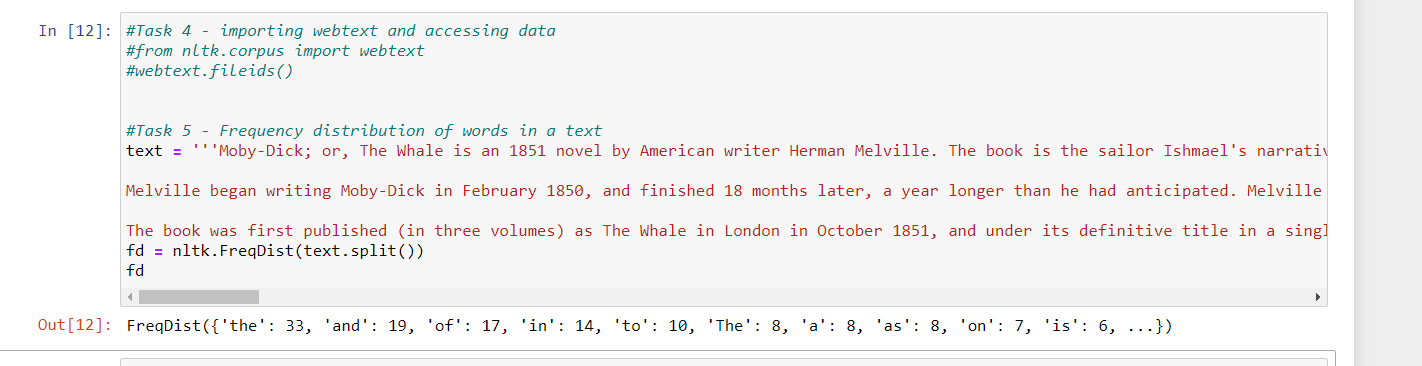 In [12]:
#Task 4 - importing webtext and accessing data
#from nltk.corpus import webtext
#webtext.fileids()
#Task 5 - Frequency distribution of words in a text
text = '''Moby-Dick; or, The Whale is an 1851 novel by American writer Herman Melville. The book is the sailor Ishmael's
Melville began writing Moby-Dick in February 1850, and finished 18 months later, a year longer than he had anticipated. Melville
The book was first published (in three volumes) as The Whale in London in October 1851, and under its definitive title in a
fd = nltk.FreqDist(text.split())
fd
Out[12]: FreqDist({'the': 33, 'and': 19, 'of': 17, 'in': 14, 'to': 10, 'The': 8, 'a': 8, 'as': 8, 'on': 7, 'is': 6, ...})